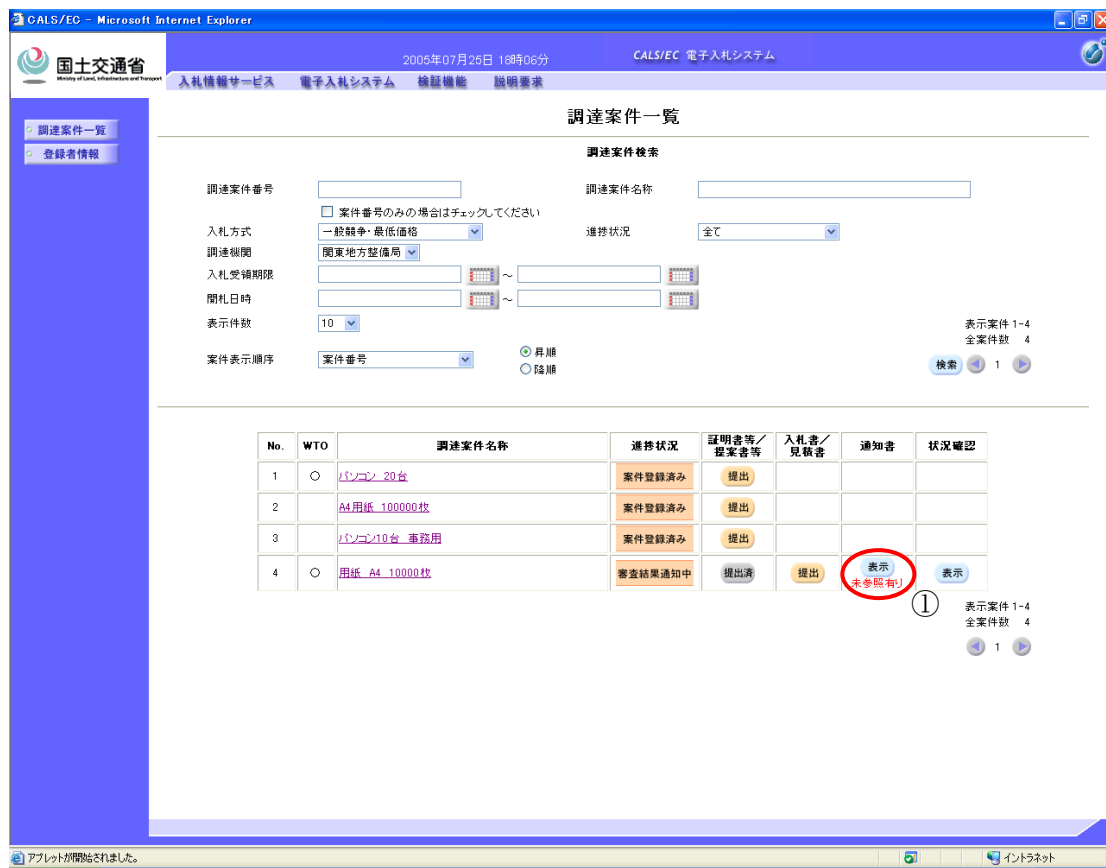 CALS/EC - Microsoft Internet Explorer
国土交通省
Ministry of Land, Infrastructure and Transport
2005年07月26日 18時06分
CALS/EC 電子入札システム
入札情報サービス 電子入札システム 検証機能 説明要求
調達案件一覧
登録者情報
調達案件一覧
調達案件検索
調達案件番号
調達案件名称
案件番号のみの場合はチェックしてください
入札方式 一般競争・最低価格 進捗状況 全て
調達機関 関東地方整備局
入札受領期限 ～
開札日時 ～
表示件数 10
案件表示順序 案件番号
昇順
降順
表示案件 1-4
全案件数 4
検索 1
No. WTO 調達案件名称 進捗状況 証明書等／提案書等 入札書／見積書 通知書 状況確認
1 ○ パソコン 20台 案件登録済み 提出
2 A4用紙 100000枚 案件登録済み 提出
3 パソコン10台 事務用 案件登録済み 提出
4 ○ 用紙 A4 10000枚 審査結果通知中 提出済 提出 表示 未参照有り 表示
①
表示案件 1-4
全案件数 4
1
アプレットが開始されました。 イントラネット